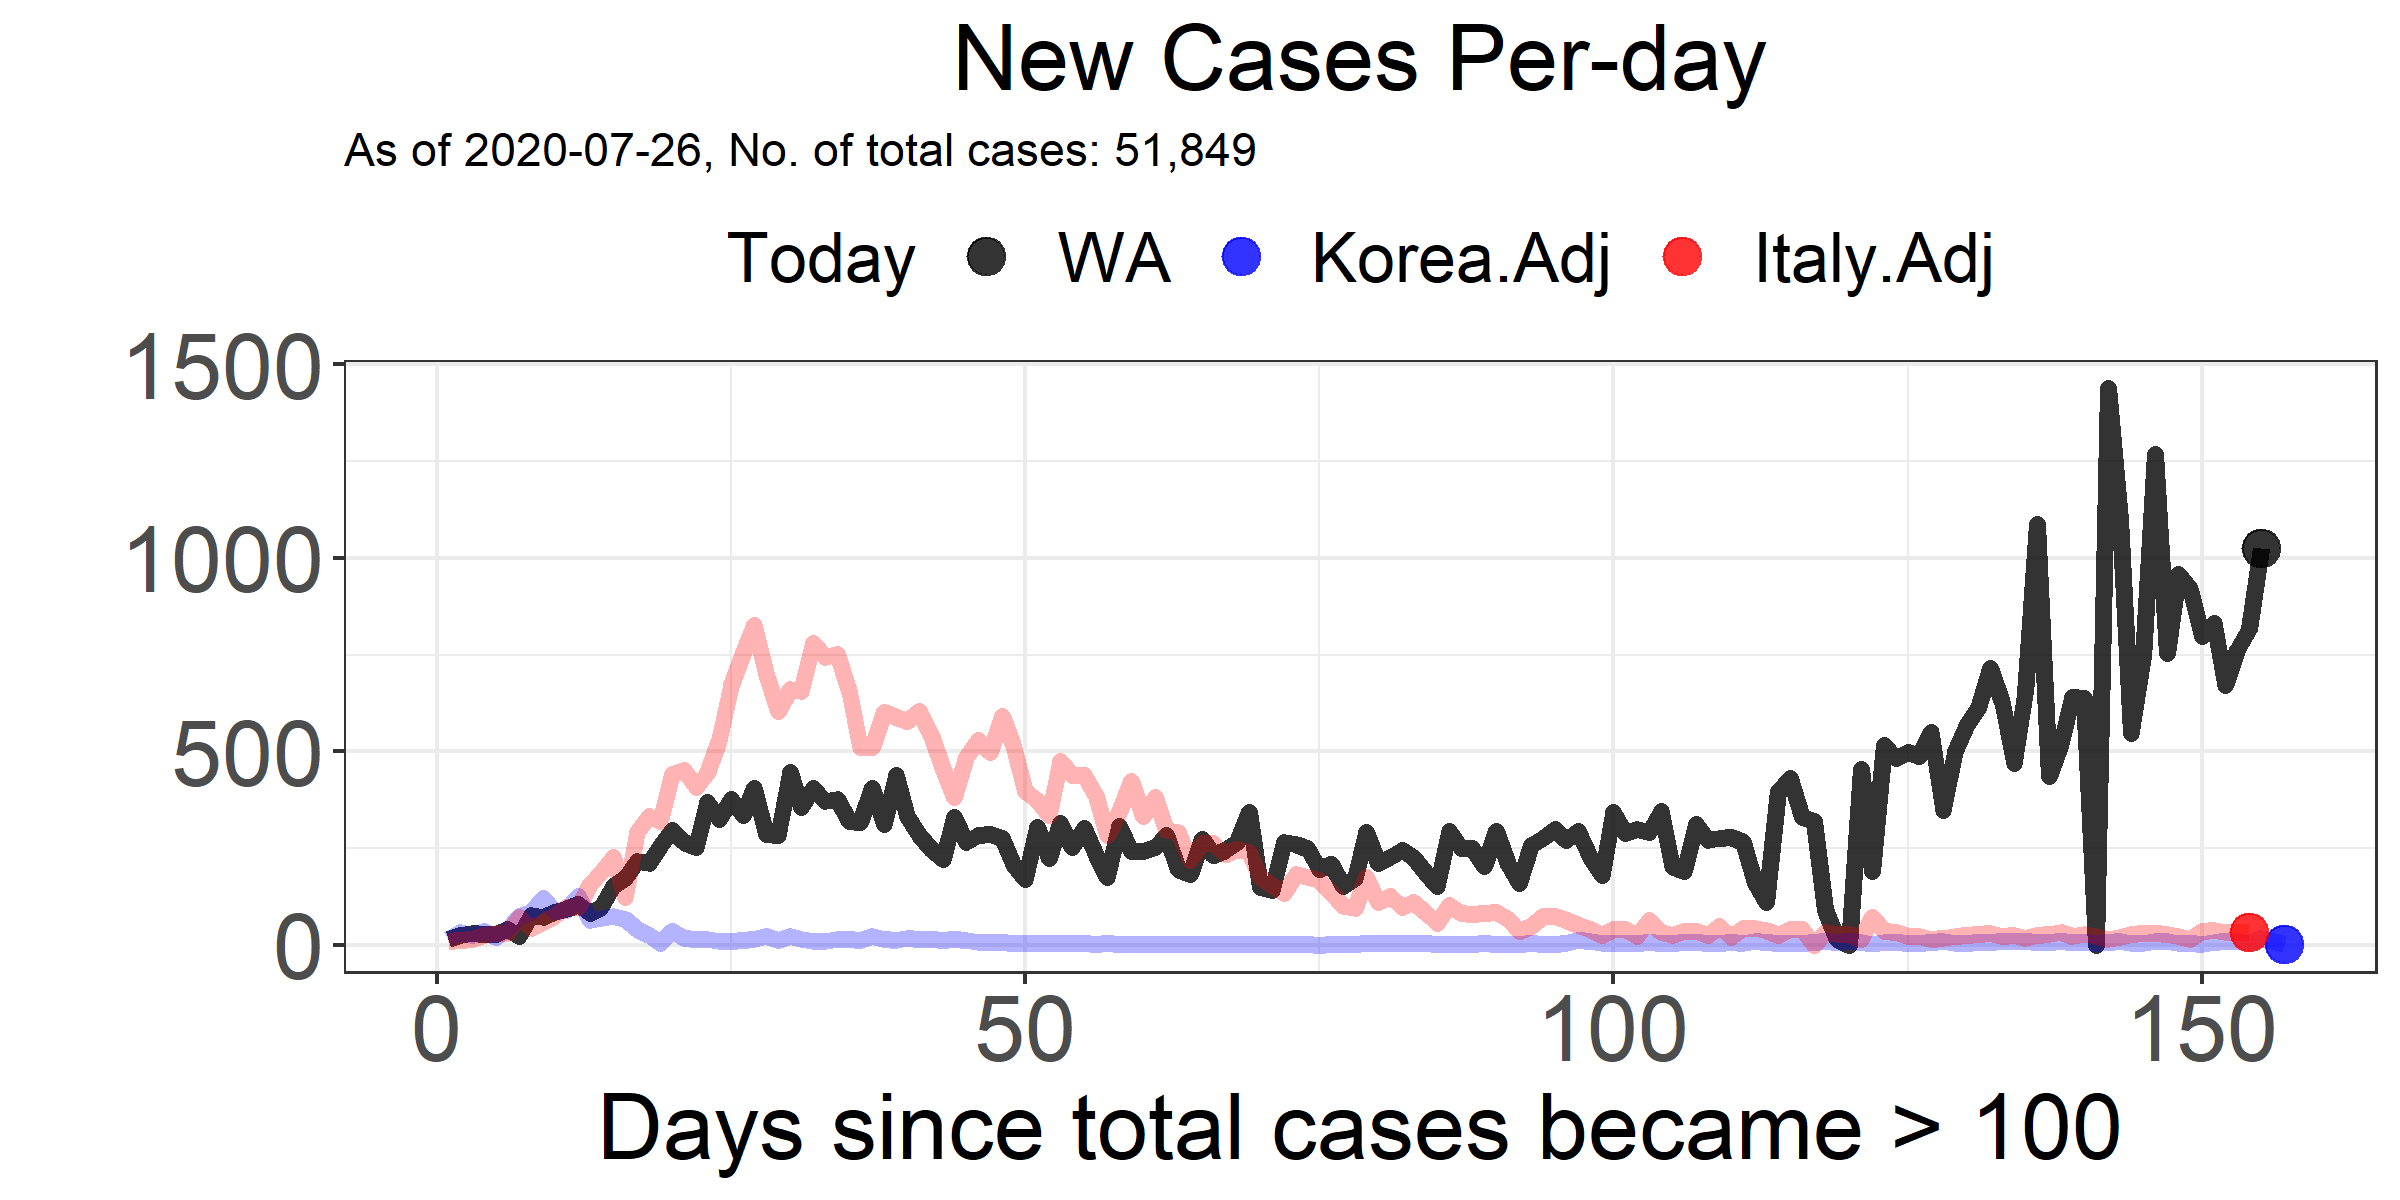 New Cases Per-day
As of 2020-07-26, No. of total cases: 51,849
Today WA Korea.Adj Italy.Adj
1500
1000
500
0
0 50 100 150
Days since total cases became > 100